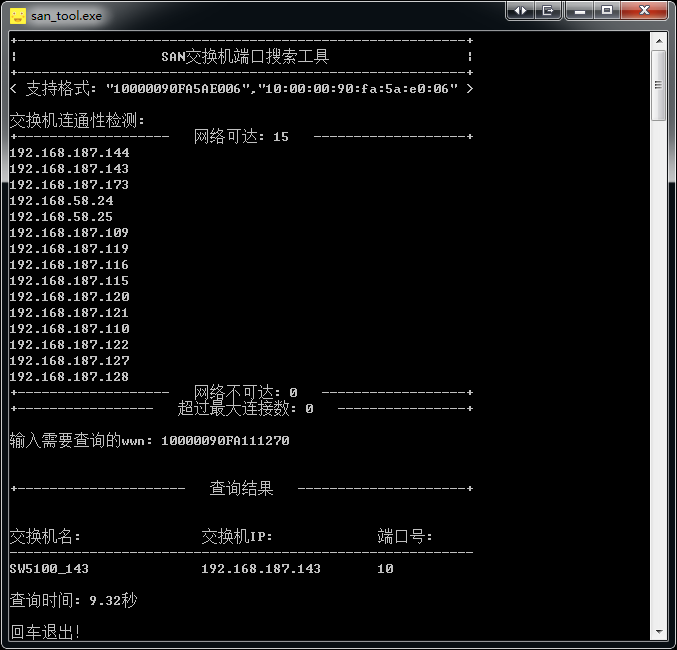 san_tool.exe
SAN交换机端口搜索工具
< 支持格式: "10000090FA5AE006","10:00:00:90:fa:5a:e0:06" >
交换机连通性检测:
网络可达: 15
192.168.187.144
192.168.187.143
192.168.187.173
192.168.58.24
192.168.58.25
192.168.187.109
192.168.187.119
192.168.187.116
192.168.187.115
192.168.187.120
192.168.187.121
192.168.187.110
192.168.187.122
192.168.187.127
192.168.187.128
网络不可达: 0
超过最大连接数: 0
输入需要查询的wwn: 10000090FA111270
查询结果
交换机名: 交换机IP: 端口号:
SW5100_143 192.168.187.143 10
查询时间: 9.32秒
回车退出!